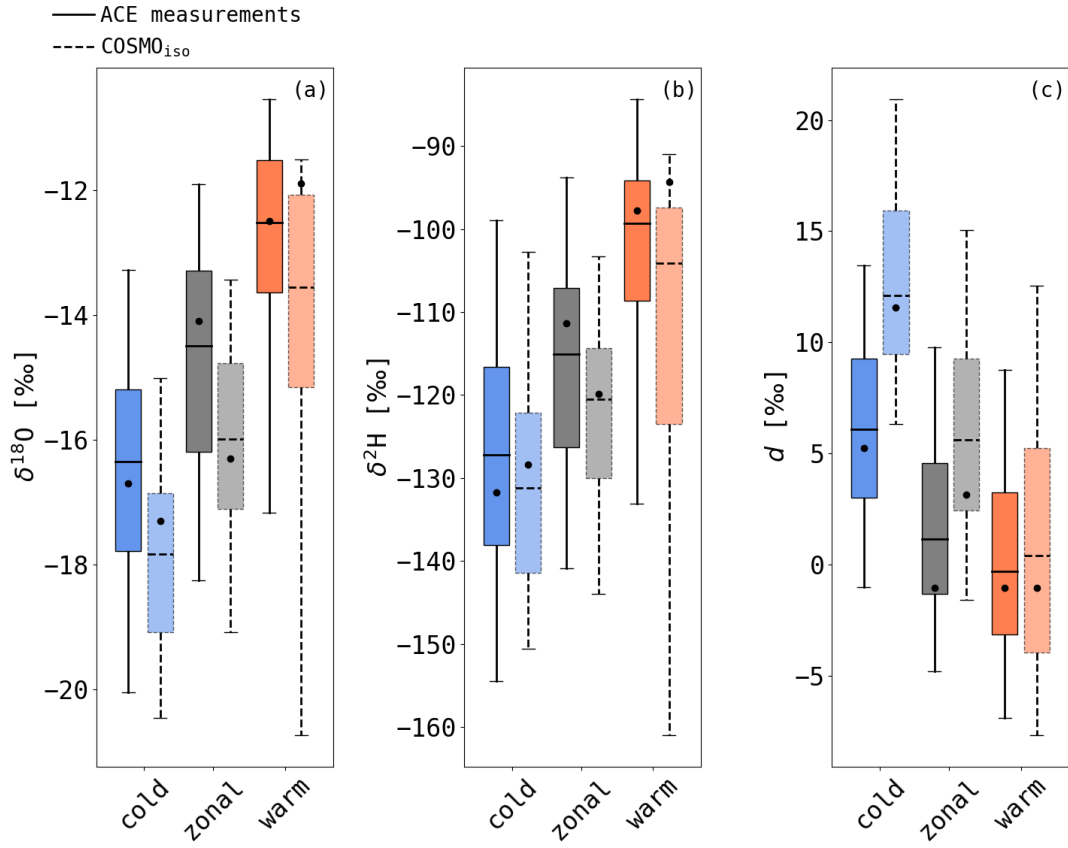 ACE measurements
COSMOiso
(a)
δ18O [‰]
−12
−14
−16
−18
−20
cold
zonal
warm
(b)
δ2H [‰]
−90
−100
−110
−120
−130
−140
−150
−160
cold
zonal
warm
(c)
d [‰]
20
15
10
5
0
−5
cold
zonal
warm